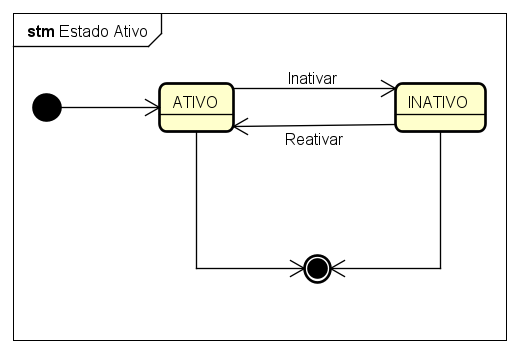 stm Estado Ativo
Inativar
ATIVO
INATIVO
Reativar